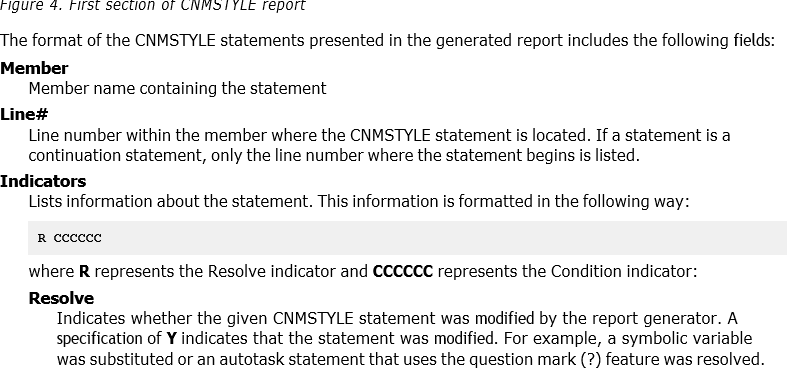 Figure 4. First section of CNMSTYLE report
The format of the CNMSTYLE statements presented in the generated report includes the following fields:
Member
Member name containing the statement
Line#
Line number within the member where the CNMSTYLE statement is located. If a statement is a
continuation statement, only the line number where the statement begins is listed.
Indicators
Lists information about the statement. This information is formatted in the following way:
R CCCCCC
where R represents the Resolve indicator and CCCCCC represents the Condition indicator:
Resolve
Indicates whether the given CNMSTYLE statement was modified by the report generator. A
specification of Y indicates that the statement was modified. For example, a symbolic variable
was substituted or an autotask statement that uses the question mark (?) feature was resolved.